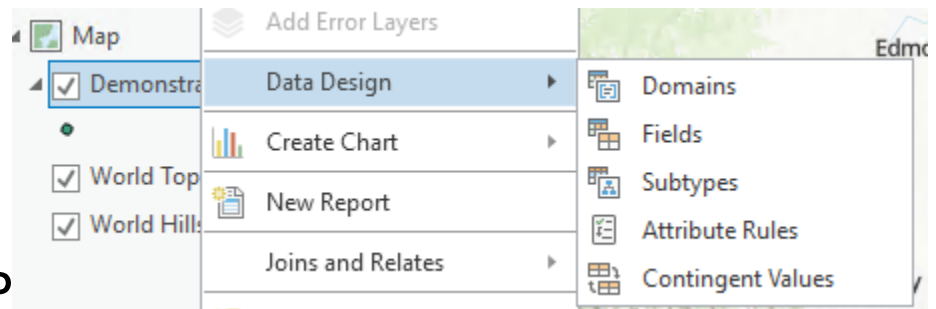 Map
Demonstra
World Top
World Hills
Add Error Layers
Data Design
Create Chart
New Report
Joins and Relates
Domains
Fields
Subtypes
Attribute Rules
Contingent Values
Edmo